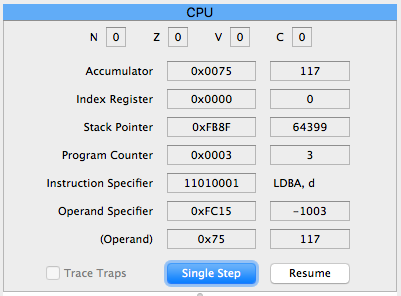 CPU
N 0 Z 0 V 0 C 0
Accumulator 0x0075 117
Index Register 0x0000 0
Stack Pointer 0xFB8F 64399
Program Counter 0x0003 3
Instruction Specifier 11010001 LDBA, d
Operand Specifier 0xFC15 -1003
(Operand) 0x75 117
Trace Traps Single Step Resume